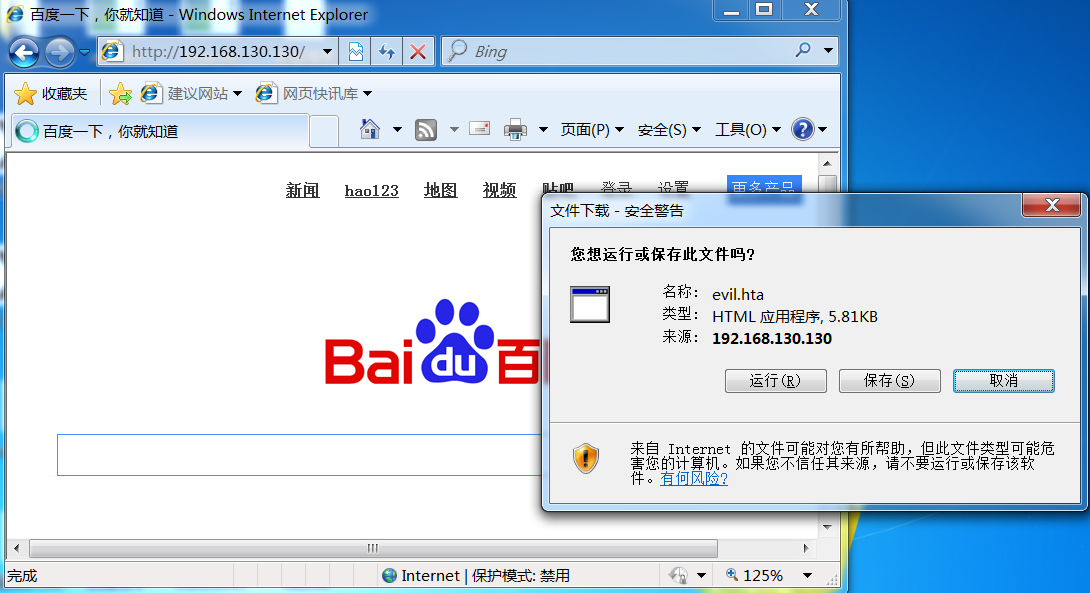 百度一下，你就知道 - Windows Internet Explorer
http://192.168.130.130/
Bing
收藏夹
建议网站
网页快讯库
百度一下，你就知道
页面(P)
安全(S)
工具(O)
新闻 hao123 地图 视频 贴吧 登录 设置 更多产品
Bai du 百
文件下载 - 安全警告
您想运行或保存此文件吗?
名称: evil.hta
类型: HTML 应用程序, 5.81KB
来源: 192.168.130.130
运行(R) 保存(S) 取消
来自 Internet 的文件可能对您有所帮助，但此文件类型可能危
害您的计算机。如果您不信任其来源，请不要运行或保存该软
件。有何风险?
完成
Internet | 保护模式: 禁用
125%